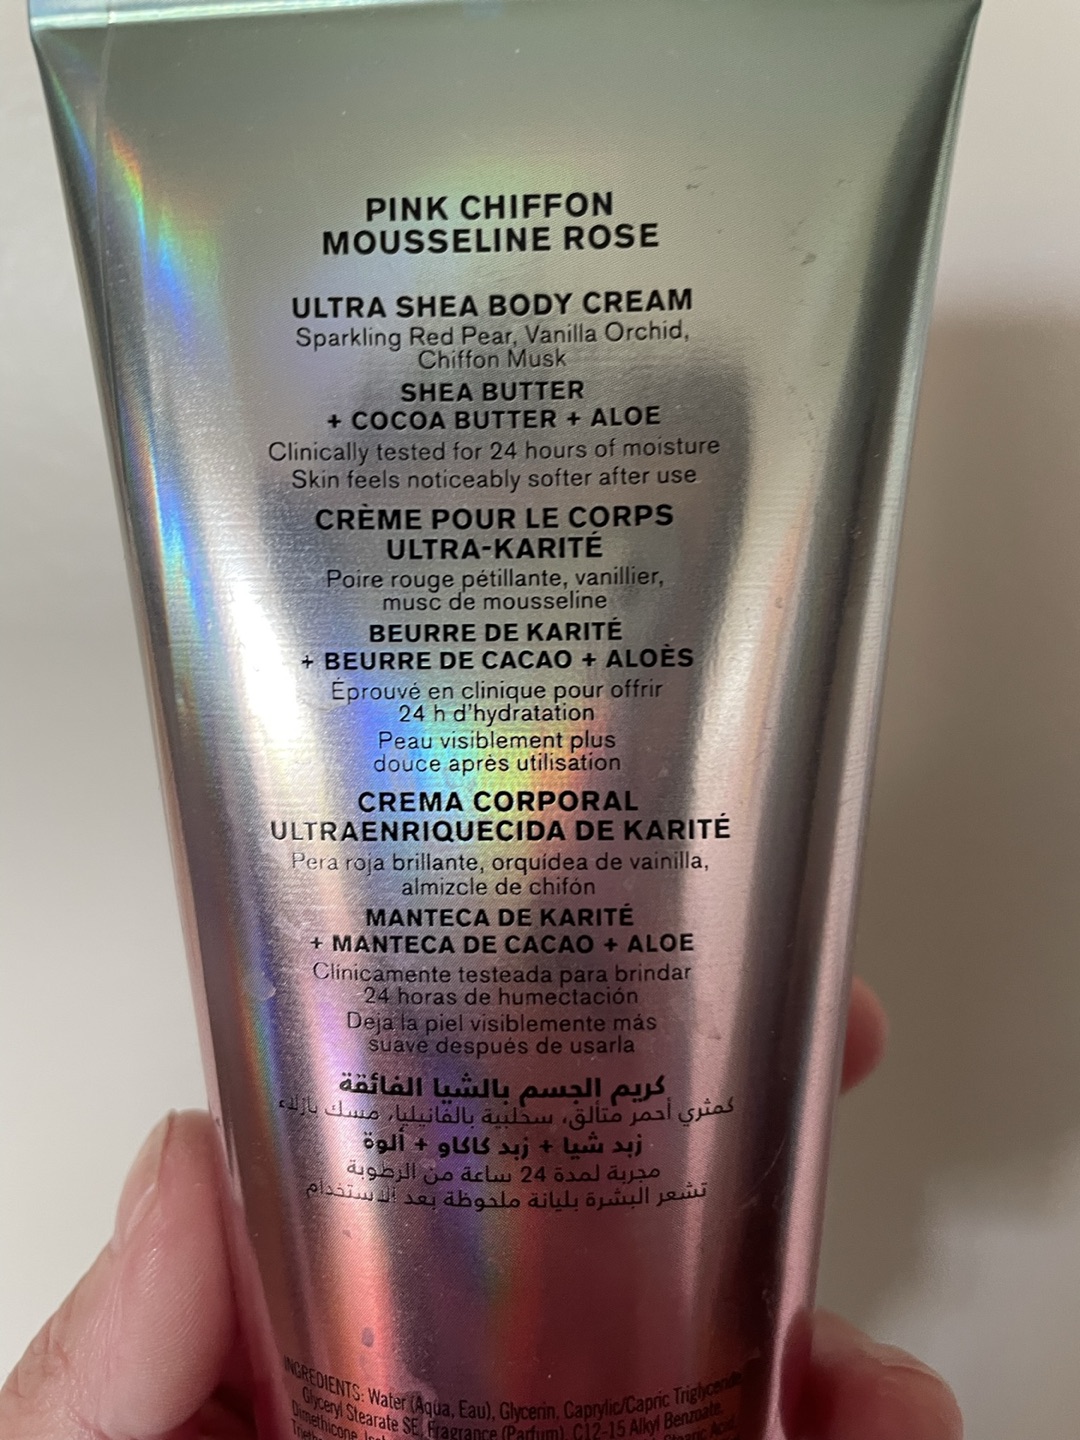 PINK CHIFFON
MOUSSELINE ROSE
ULTRA SHEA BODY CREAM
Sparkling Red Pear, Vanilla Orchid,
Chiffon Musk
SHEA BUTTER
+ COCOA BUTTER + ALOE
Clinically tested for 24 hours of moisture
Skin feels noticeably softer after use
CRÈME POUR LE CORPS
ULTRA-KARITÉ
Poire rouge pétillante, vanillier,
musc de mousseline
BEURRE DE KARITÉ
+ BEURRE DE CACAO + ALOÈS
Éprouvé en clinique pour offrir
24 h d'hydratation
Peau visiblement plus
douce après utilisation
CREMA CORPORAL
ULTRAENRIQUECIDA DE KARITÉ
Pera roja brillante, orquídea de vainilla,
almizcle de chifón
MANTECA DE KARITÉ
+ MANTECA DE CACAO + ALOE
Clínicamente testeada para brindar
24 horas de humectación
Deja la piel visiblemente más
suave después de usarla
كريم الجسم بالشيا الفائقة
كمثري أحمر متألق، سحلبية بالفانيليا، مسك
زبد شيا + زبد كاكاو + ألوة
مجربة لمدة 24 ساعة من الرطوبة
تشعر البشرة بليانة ملحوظة بعد الاستخدام
INGREDIENTS: Water (Aqua, Eau), Glycerin, Caprylic/Capric Triglyceride,
Glyceryl Stearate SE, Fragrance (Parfum), C12-15 Alkyl Benzoate,
Dimethicone, Stearic Acid,